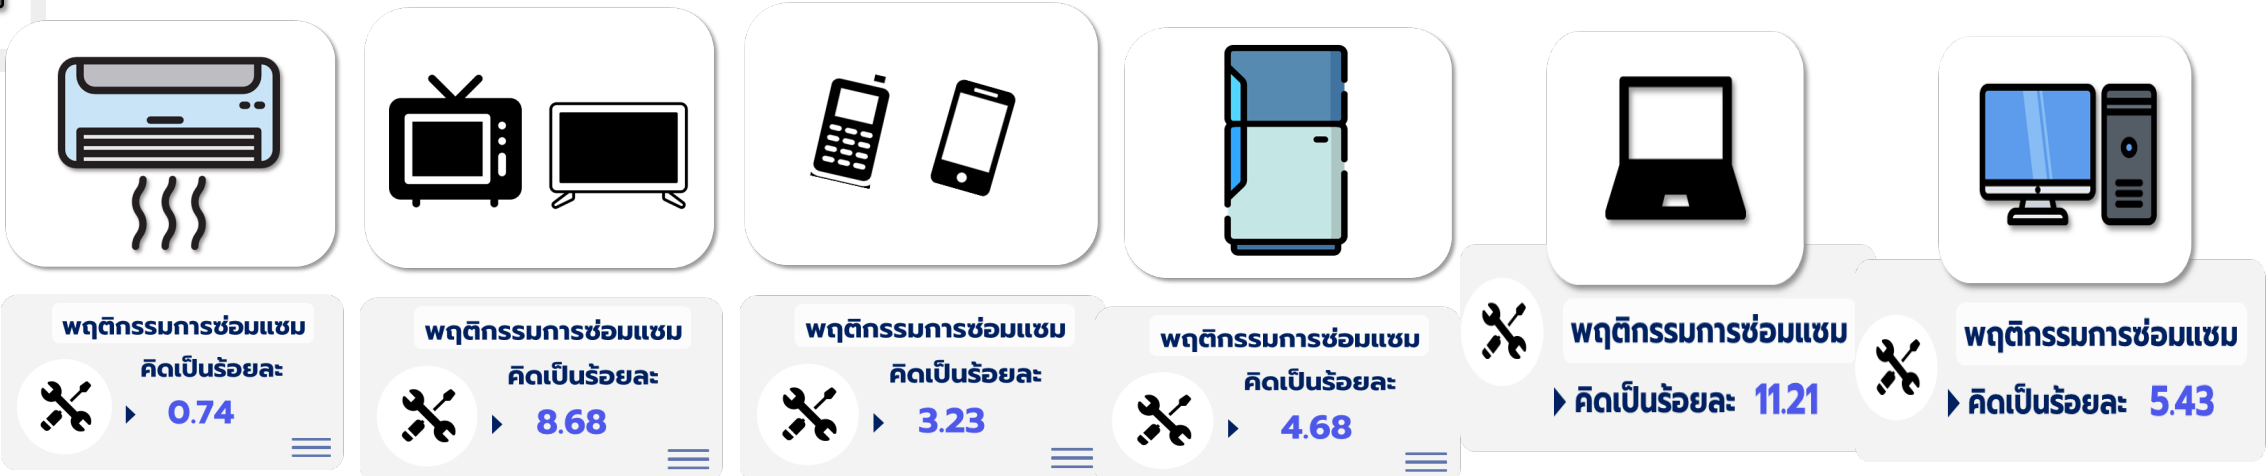 พฤติกรรมการซ่อมแซม
คิดเป็นร้อยละ
0.74
พฤติกรรมการซ่อมแซม
คิดเป็นร้อยละ
8.68
พฤติกรรมการซ่อมแซม
คิดเป็นร้อยละ
3.23
พฤติกรรมการซ่อมแซม
คิดเป็นร้อยละ
4.68
พฤติกรรมการซ่อมแซม
คิดเป็นร้อยละ 11.21
พฤติกรรมการซ่อมแซม
คิดเป็นร้อยละ 5.43